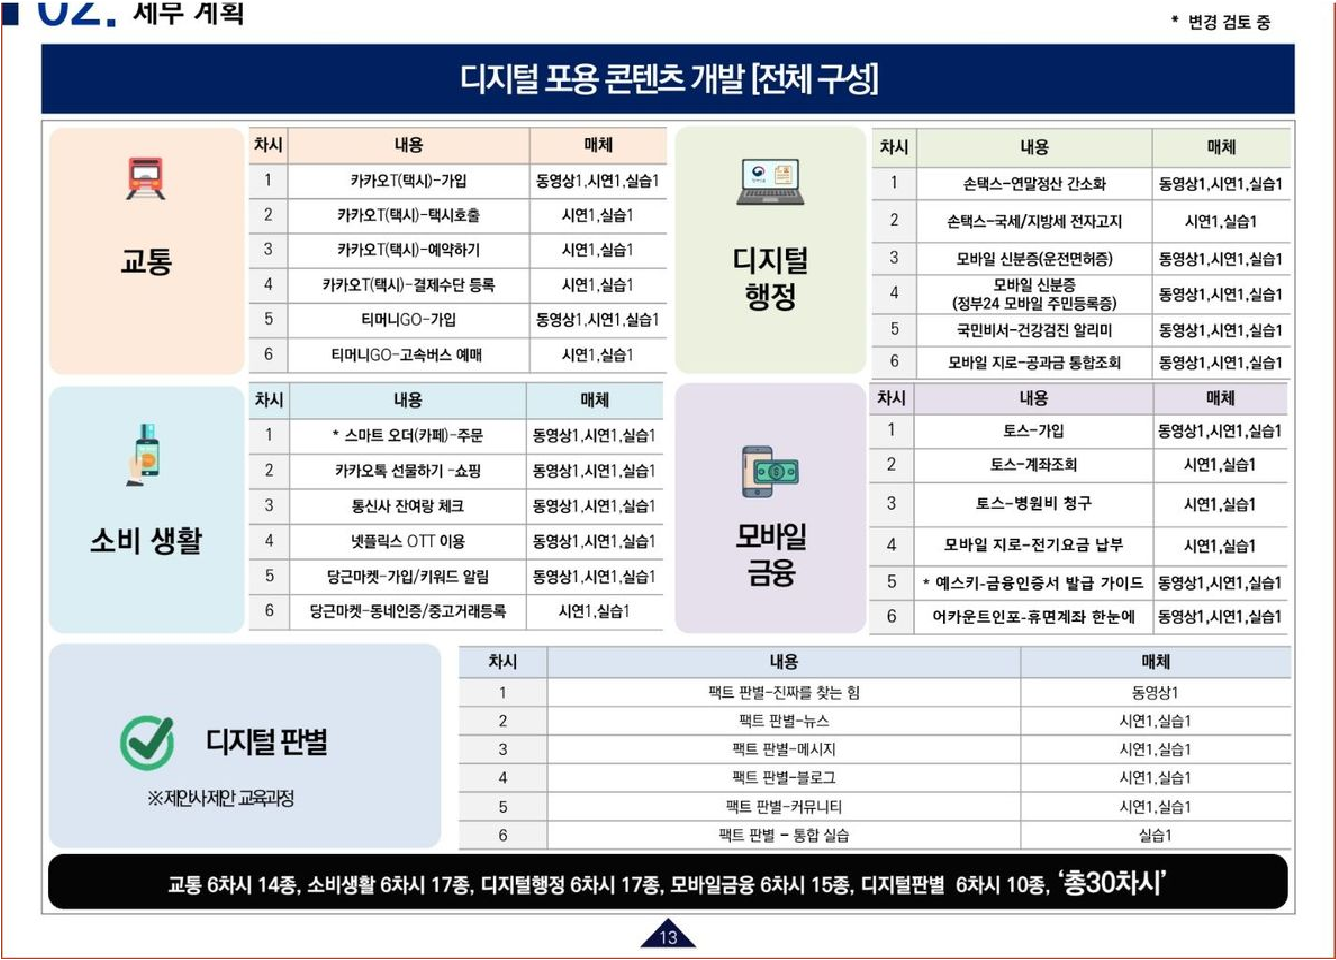 02. 세부 계획
* 변경 검토 중
디지털 포용 콘텐츠 개발 [전체 구성]
교통
차시 내용 매체
1 카카오T(택시)-가입 동영상1,시연1,실습1
2 카카오T(택시)-택시호출 시연1,실습1
3 카카오T(택시)-예약하기 시연1,실습1
4 카카오T(택시)-결제수단 등록 시연1,실습1
5 티머니GO-가입 동영상1,시연1,실습1
6 티머니GO-고속버스 예매 시연1,실습1
디지털
행정
차시 내용 매체
1 손택스-연말정산 간소화 동영상1,시연1,실습1
2 손택스-국세/지방세 전자고지 시연1,실습1
3 모바일 신분증(운전면허증) 동영상1,시연1,실습1
4 모바일 신분증
(정부24 모바일 주민등록증) 동영상1,시연1,실습1
5 국민비서-건강검진 알리미 동영상1,시연1,실습1
6 모바일 지로-공과금 통합조회 동영상1,시연1,실습1
소비 생활
차시 내용 매체
1 * 스마트 오더(카페)-주문 동영상1,시연1,실습1
2 카카오톡 선물하기 -쇼핑 동영상1,시연1,실습1
3 통신사 잔여랑 체크 동영상1,시연1,실습1
4 넷플릭스 OTT 이용 동영상1,시연1,실습1
5 당근마켓-가입/키워드 알림 동영상1,시연1,실습1
6 당근마켓-동네인증/중고거래등록 시연1,실습1
모바일
금융
차시 내용 매체
1 토스-가입 동영상1,시연1,실습1
2 토스-계좌조회 시연1,실습1
3 토스-병원비 청구 시연1,실습1
4 모바일 지로-전기요금 납부 시연1,실습1
5 * 예스키-금융인증서 발급 가이드 동영상1,시연1,실습1
6 어카운트인포-휴면계좌 한눈에 동영상1,시연1,실습1
디지털 판별
※제안사 제안 교육과정
차시 내용 매체
1 팩트 판별-진짜를 찾는 힘 동영상1
2 팩트 판별-뉴스 시연1,실습1
3 팩트 판별-메시지 시연1,실습1
4 팩트 판별-블로그 시연1,실습1
5 팩트 판별-커뮤니티 시연1,실습1
6 팩트 판별 - 통합 실습 실습1
교통 6차시 14종, 소비생활 6차시 17종, 디지털행정 6차시 17종, 모바일금융 6차시 15종, 디지털판별 6차시 10종, '총30차시'
13